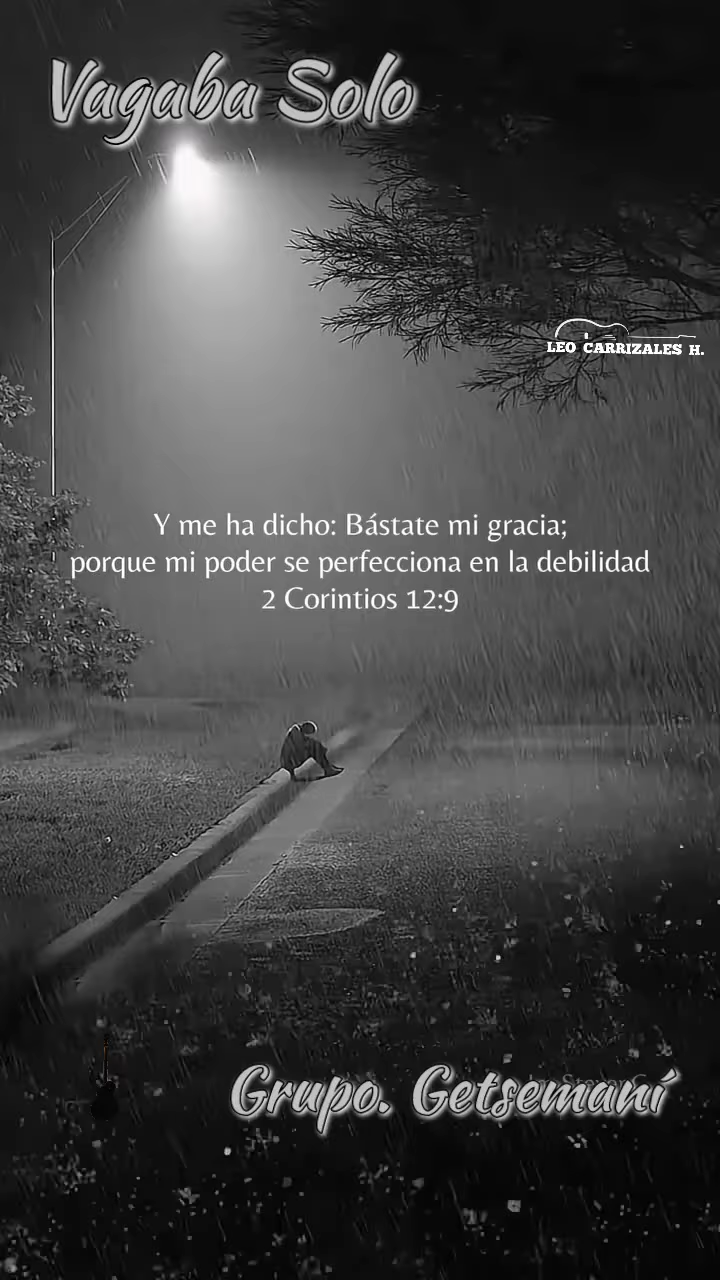 Vagaba Solo
LEO CARRIZALES H.
Y me ha dicho: Bástate mi gracia;
porque mi poder se perfecciona en la debilidad
2 Corintios 12:9
Grupo. Getsemaní